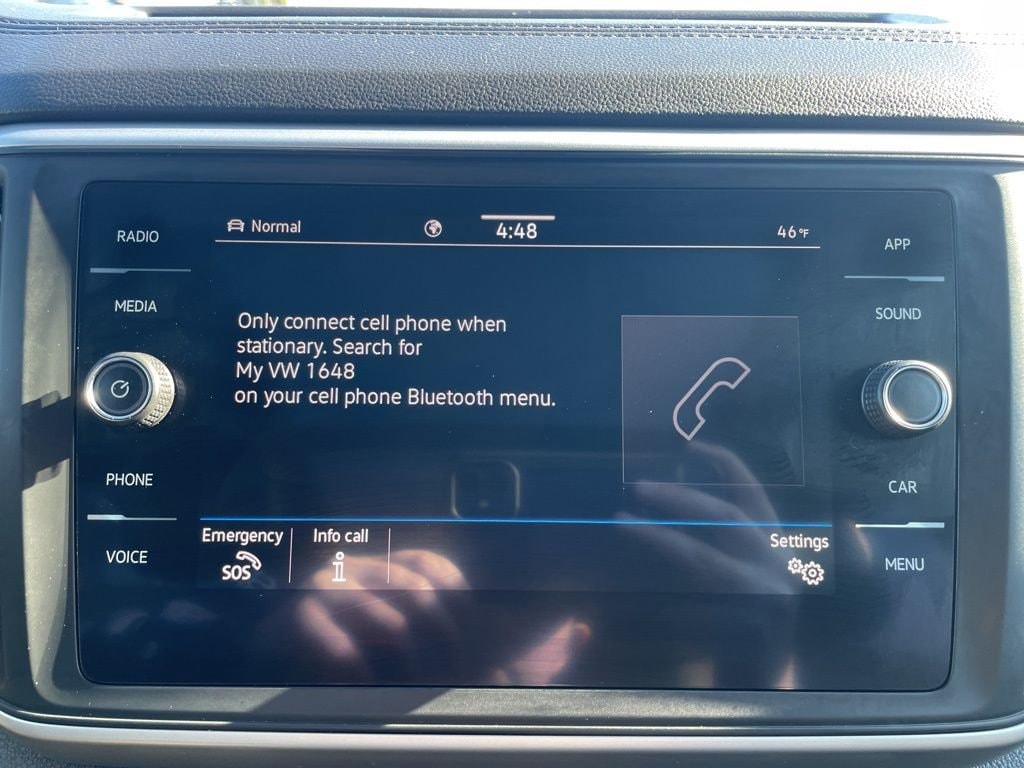 RADIO
MEDIA
PHONE
VOICE
Normal
4:48
46°F
Only connect cell phone when
stationary. Search for
My VW 1648
on your cell phone Bluetooth menu.
Emergency
SOS
Info call
i
Settings
APP
SOUND
CAR
MENU